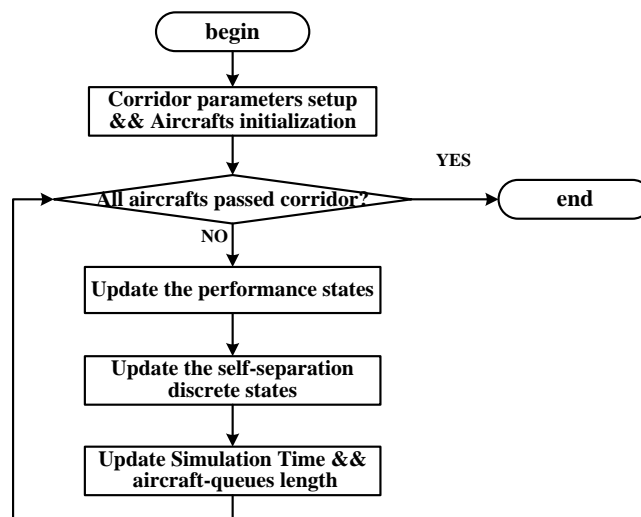 begin
Corridor parameters setup
&& Aircrafts initialization
All aircrafts passed corridor?
YES
end
NO
Update the performance states
Update the self-separation
discrete states
Update Simulation Time &&
aircraft-queues length